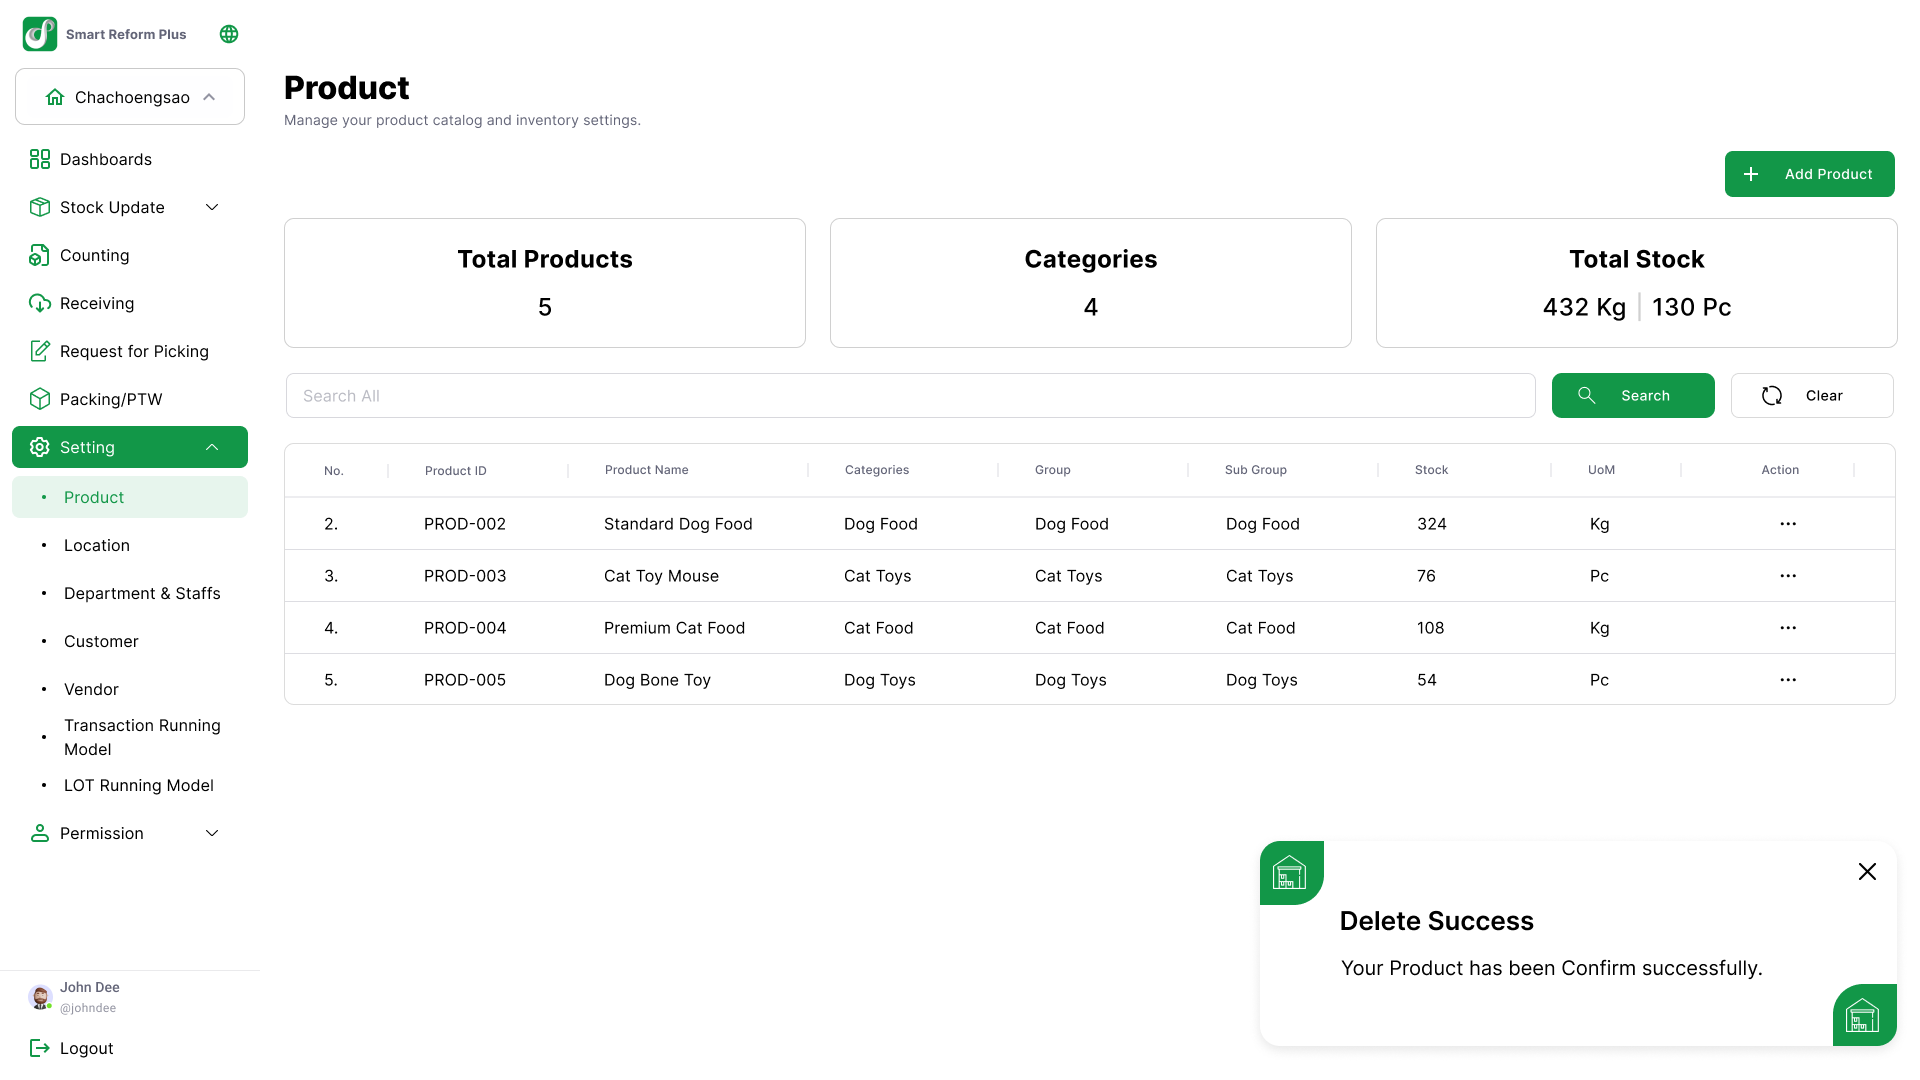 Smart Reform Plus
Chachoengsao
Dashboards
Stock Update
Counting
Receiving
Request for Picking
Packing/PTW
Setting
Product
Location
Department & Staffs
Customer
Vendor
Transaction Running
Model
LOT Running Model
Permission
John Dee
@johndee
Logout
Product
Manage your product catalog and inventory settings.
Add Product
Total Products
5
Categories
4
Total Stock
432 Kg | 130 Pc
Search All
Search
Clear
No. Product ID Product Name Categories Group Sub Group Stock UoM Action
2. PROD-002 Standard Dog Food Dog Food Dog Food Dog Food 324 Kg ...
3. PROD-003 Cat Toy Mouse Cat Toys Cat Toys Cat Toys 76 Pc ...
4. PROD-004 Premium Cat Food Cat Food Cat Food Cat Food 108 Kg ...
5. PROD-005 Dog Bone Toy Dog Toys Dog Toys Dog Toys 54 Pc ...
Delete Success
Your Product has been Confirm successfully.